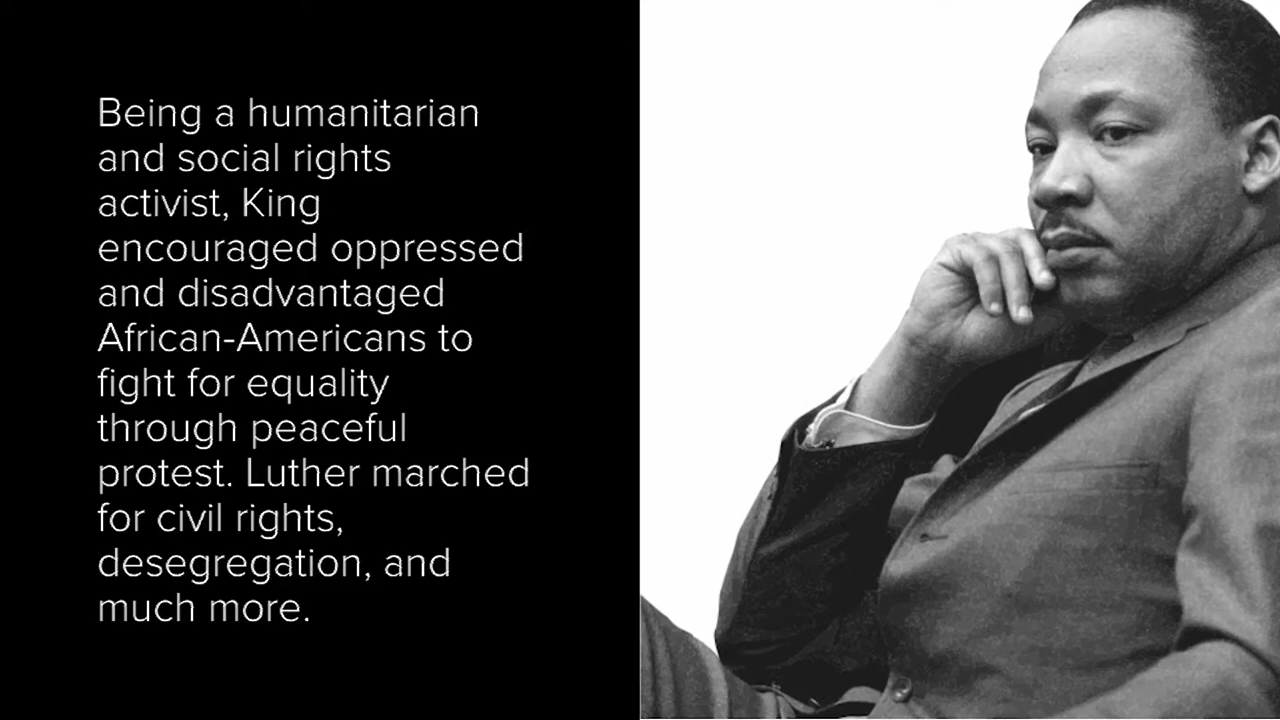 Being a humanitarian
and social rights
activist, King
encouraged oppressed
and disadvantaged
African-Americans to
fight for equality
through peaceful
protest. Luther marched
for civil rights,
desegregation, and
much more.